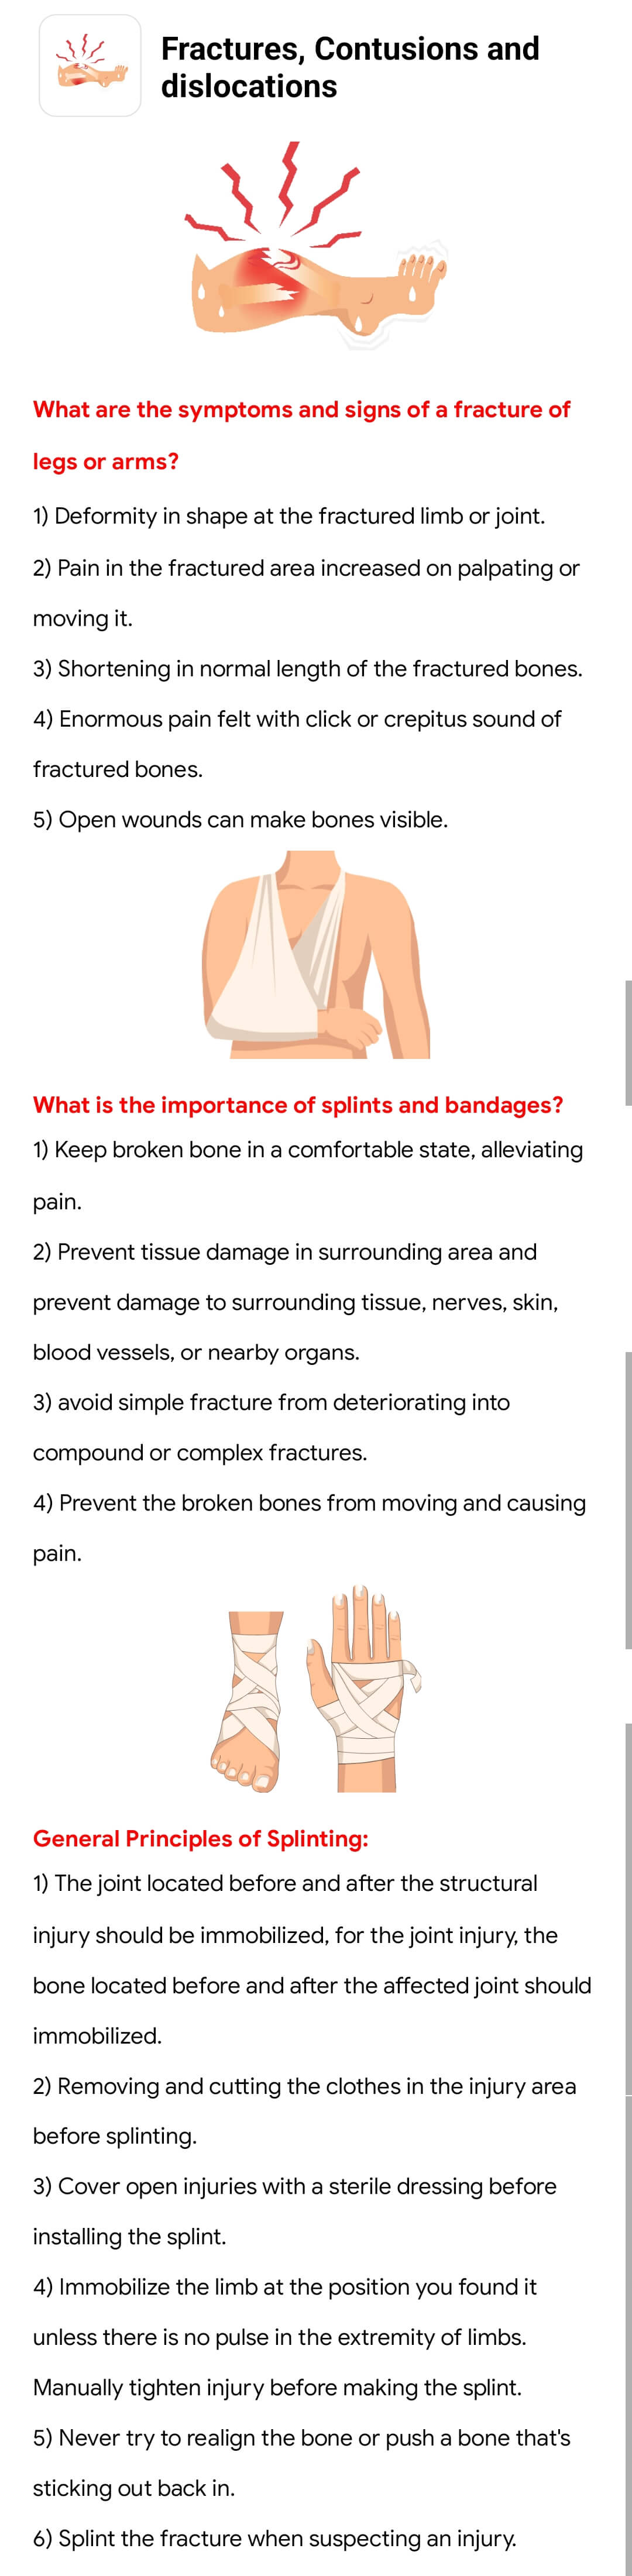 Fractures, Contusions and
dislocations
What are the symptoms and signs of a fracture of
legs or arms?
1) Deformity in shape at the fractured limb or joint.
2) Pain in the fractured area increased on palpating or
moving it.
3) Shortening in normal length of the fractured bones.
4) Enormous pain felt with click or crepitus sound of
fractured bones.
5) Open wounds can make bones visible.
What is the importance of splints and bandages?
1) Keep broken bone in a comfortable state, alleviating
pain.
2) Prevent tissue damage in surrounding area and
prevent damage to surrounding tissue, nerves, skin,
blood vessels, or nearby organs.
3) avoid simple fracture from deteriorating into
compound or complex fractures.
4) Prevent the broken bones from moving and causing
pain.
General Principles of Splinting:
1) The joint located before and after the structural
injury should be immobilized, for the joint injury, the
bone located before and after the affected joint should
immobilized.
2) Removing and cutting the clothes in the injury area
before splinting.
3) Cover open injuries with a sterile dressing before
installing the splint.
4) Immobilize the limb at the position you found it
unless there is no pulse in the extremity of limbs.
Manually tighten injury before making the splint.
5) Never try to realign the bone or push a bone that's
sticking out back in.
6) Splint the fracture when suspecting an injury.